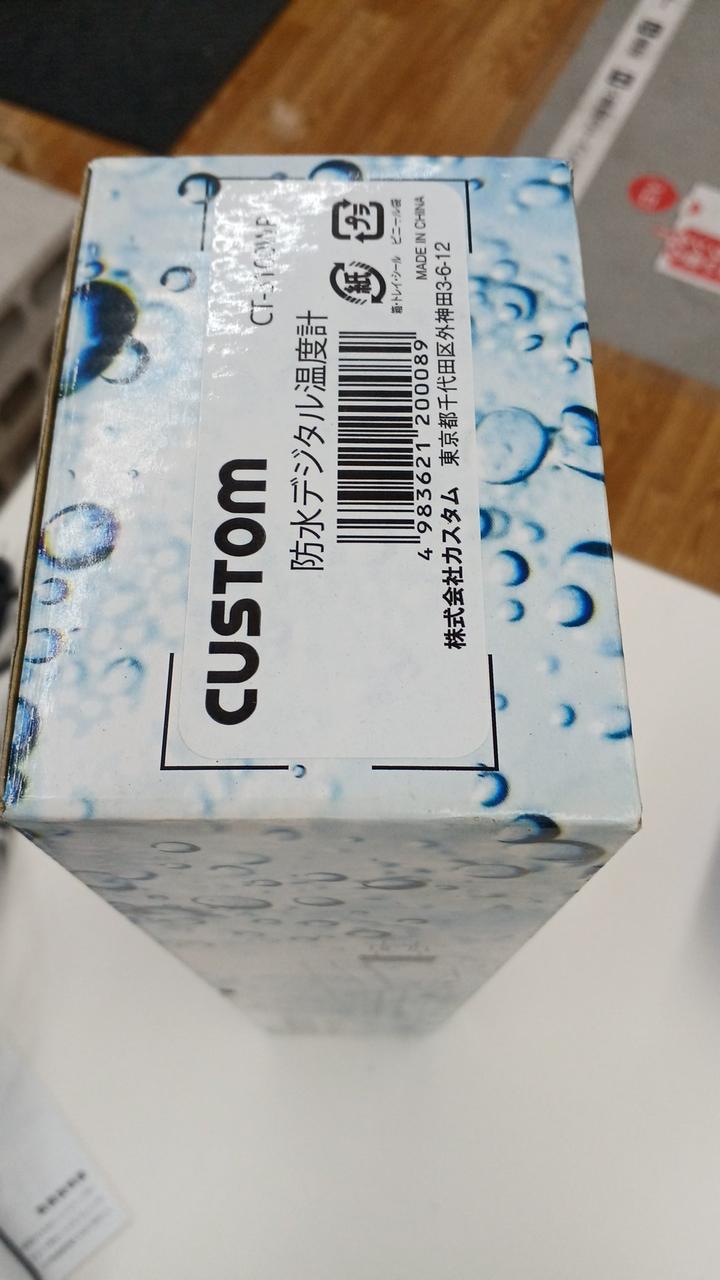 CUSTOM
防水デジタル温度計
4 983621 200089
紙
プラ
箱・トレイ・シール ビニール袋
MADE IN CHINA
株式会社カスタム 東京都千代田区外神田3-6-12